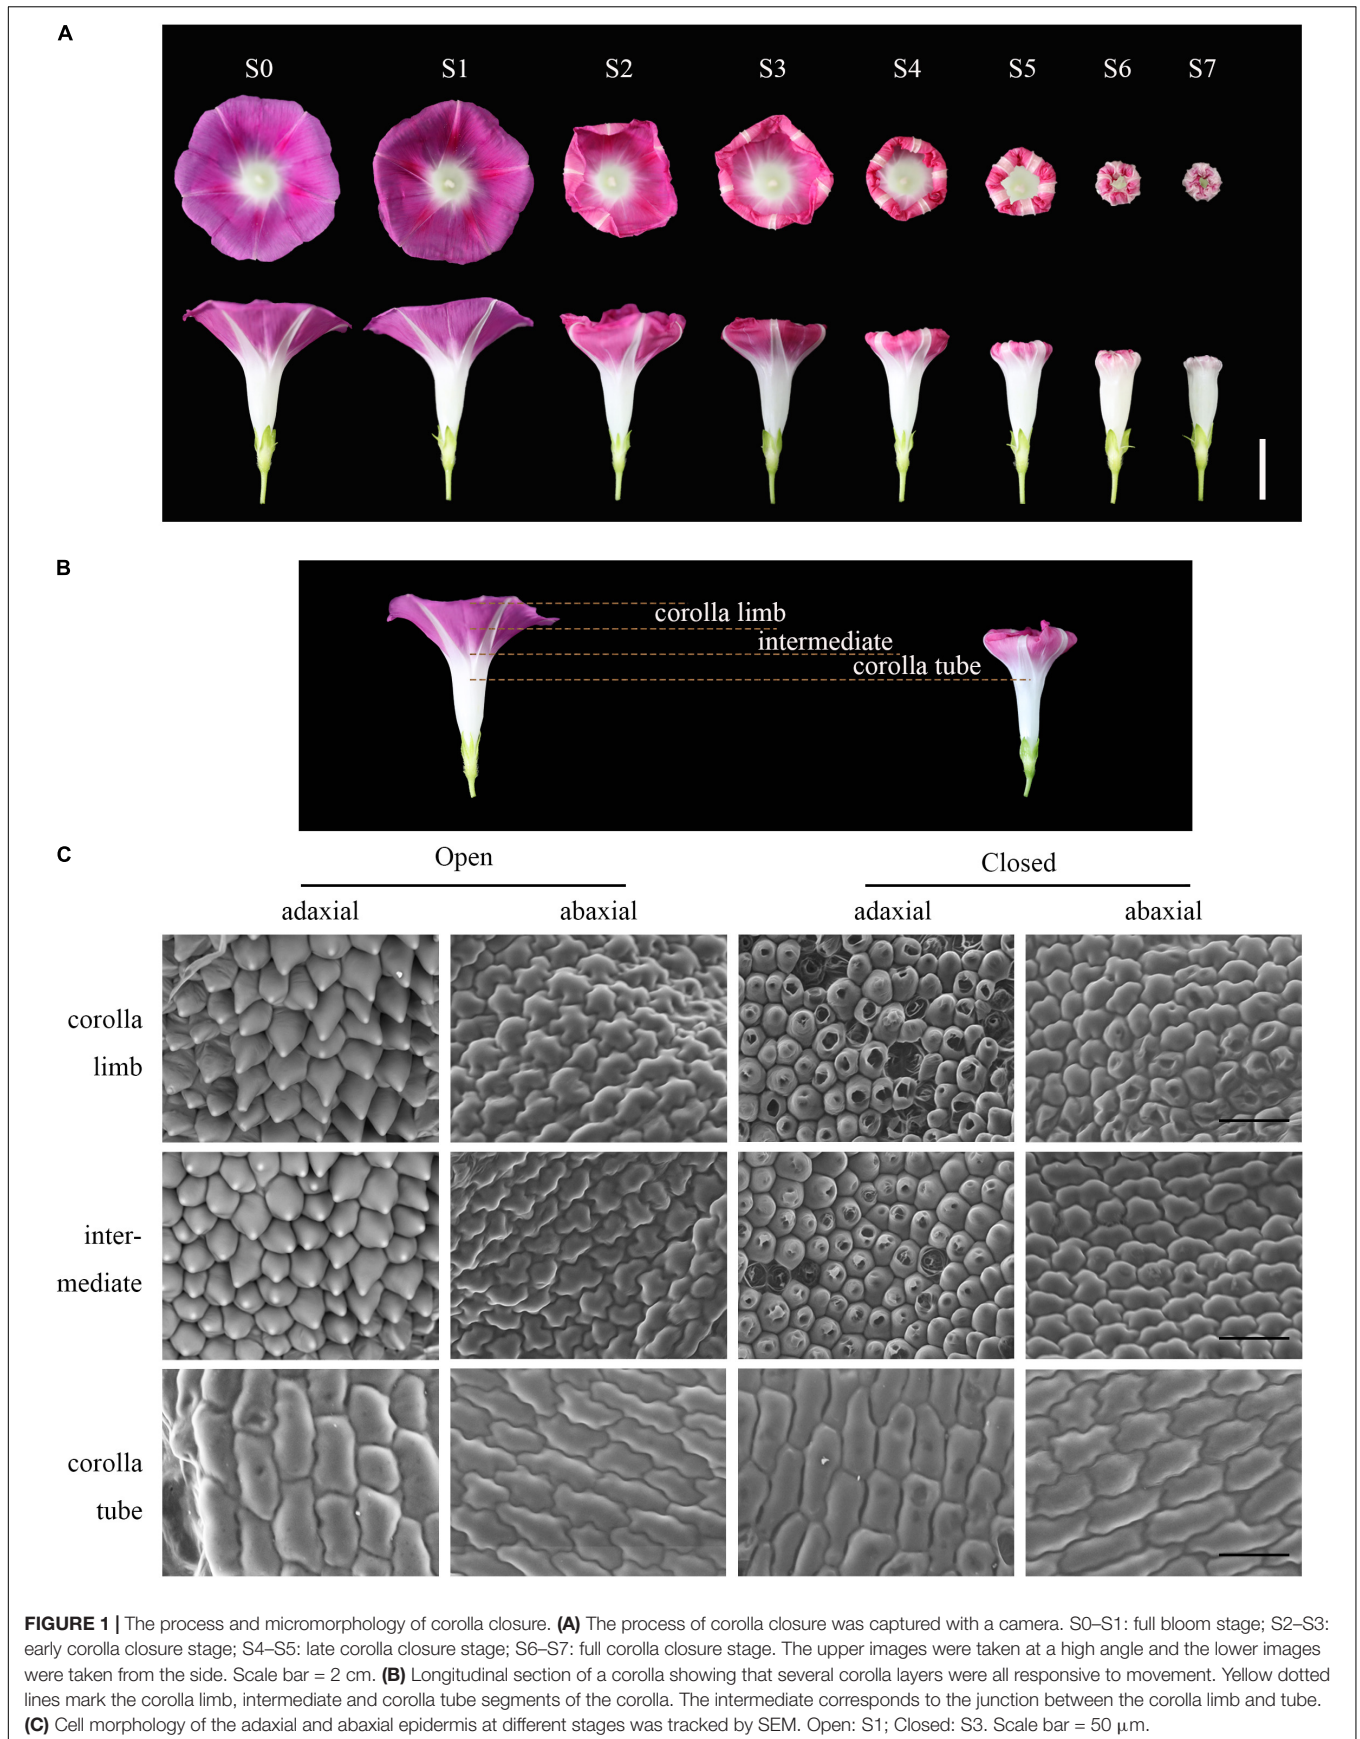 A
S0 S1 S2 S3 S4 S5 S6 S7
B
corolla limb
intermediate
corolla tube
C
Open Closed
adaxial abaxial adaxial abaxial
corolla
limb
inter-
mediate
corolla
tube
FIGURE 1 | The process and micromorphology of corolla closure. (A) The process of corolla closure was captured with a camera. S0–S1: full bloom stage; S2–S3:
early corolla closure stage; S4–S5: late corolla closure stage; S6–S7: full corolla closure stage. The upper images were taken at a high angle and the lower images
were taken from the side. Scale bar = 2 cm. (B) Longitudinal section of a corolla showing that several corolla layers were all responsive to movement. Yellow dotted
lines mark the corolla limb, intermediate and corolla tube segments of the corolla. The intermediate corresponds to the junction between the corolla limb and tube.
(C) Cell morphology of the adaxial and abaxial epidermis at different stages was tracked by SEM. Open: S1; Closed: S3. Scale bar = 50 μm.